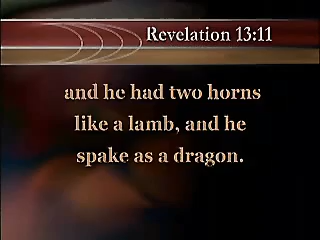 Revelation 13:11
and he had two horns
like a lamb, and he
spake as a dragon.